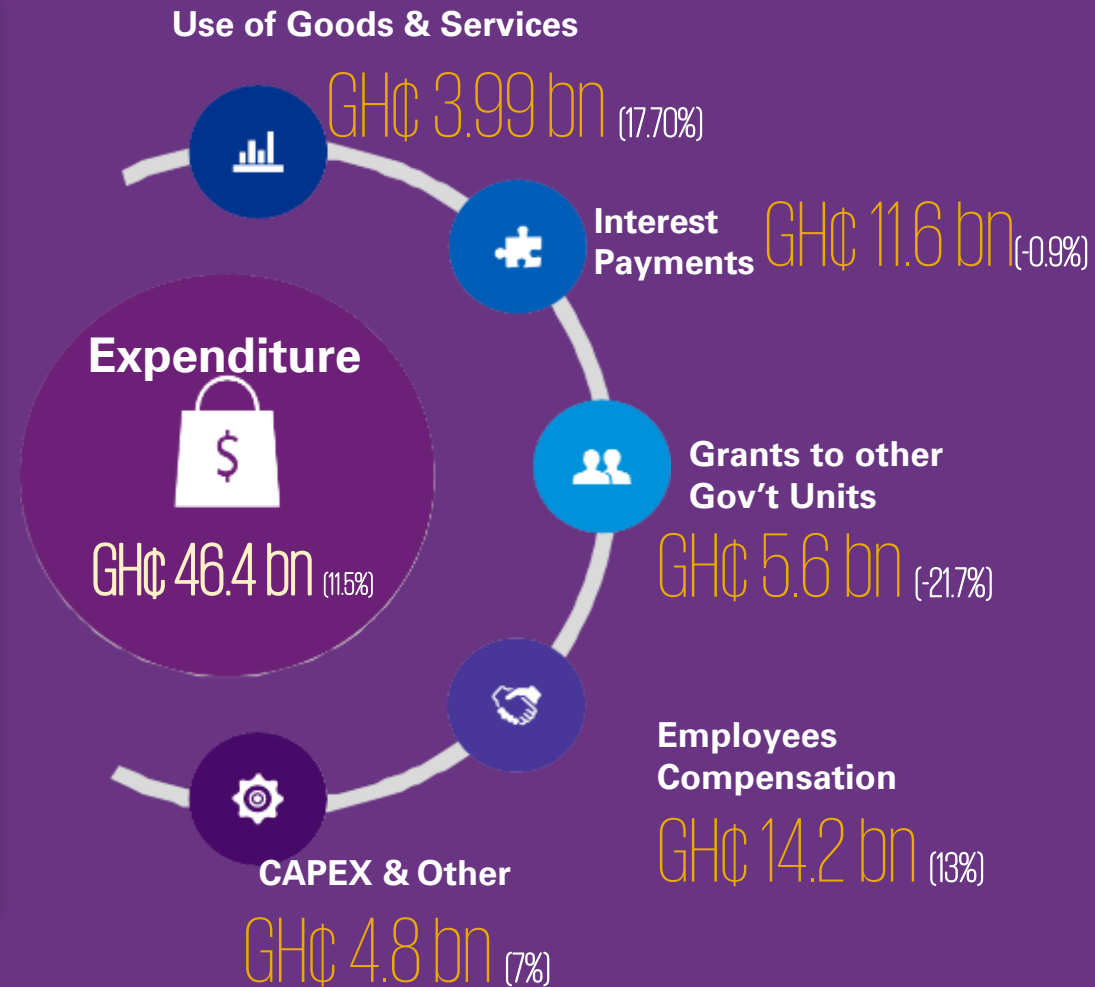 Use of Goods & Services
GH₵ 3.99 bn (17.70%)
Interest
Payments
GH₵ 11.6 bn (-0.9%)
Expenditure
$
GH₵ 46.4 bn (11.5%)
Grants to other
Gov’t Units
GH₵ 5.6 bn (-21.7%)
Employees
Compensation
GH₵ 14.2 bn (13%)
CAPEX & Other
GH₵ 4.8 bn (7%)